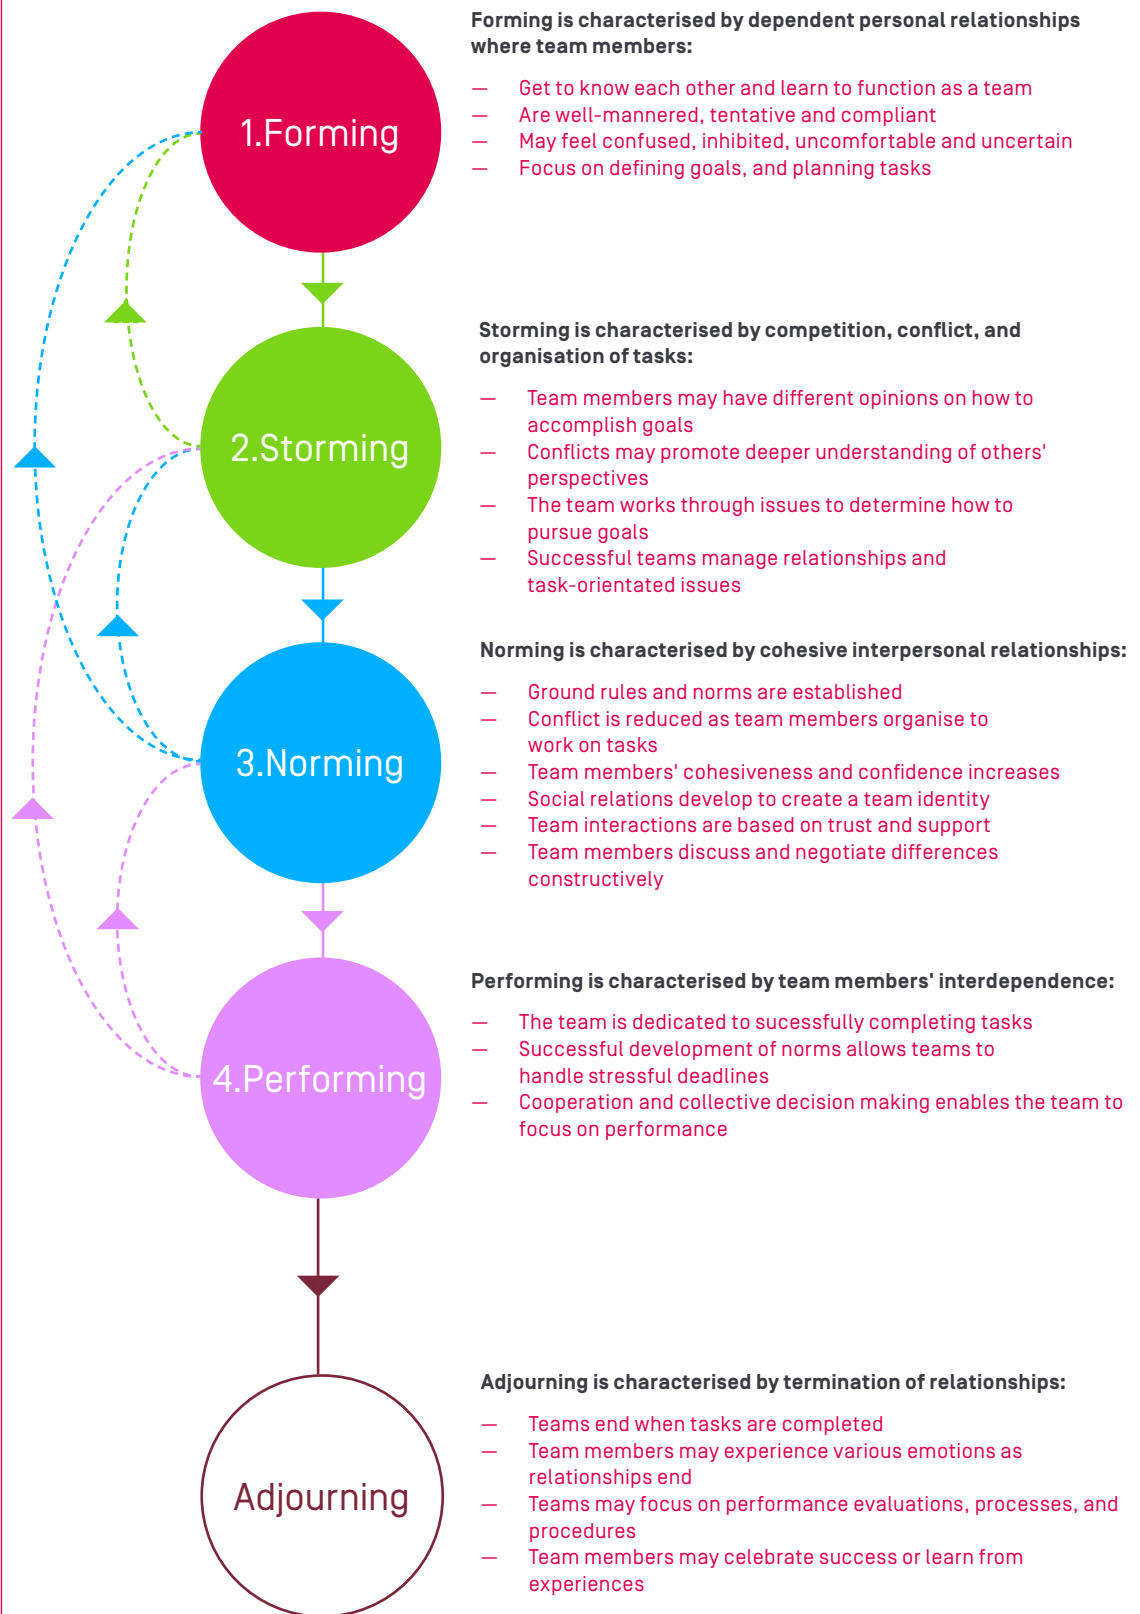 1.Forming
Forming is characterised by dependent personal relationships
where team members:
— Get to know each other and learn to function as a team
— Are well-mannered, tentative and compliant
— May feel confused, inhibited, uncomfortable and uncertain
— Focus on defining goals, and planning tasks
2.Storming
Storming is characterised by competition, conflict, and
organisation of tasks:
— Team members may have different opinions on how to
accomplish goals
— Conflicts may promote deeper understanding of others'
perspectives
— The team works through issues to determine how to
pursue goals
— Successful teams manage relationships and
task-orientated issues
3.Norming
Norming is characterised by cohesive interpersonal relationships:
— Ground rules and norms are established
— Conflict is reduced as team members organise to
work on tasks
— Team members' cohesiveness and confidence increases
— Social relations develop to create a team identity
— Team interactions are based on trust and support
— Team members discuss and negotiate differences
constructively
4.Performing
Performing is characterised by team members' interdependence:
— The team is dedicated to sucessfully completing tasks
— Successful development of norms allows teams to
handle stressful deadlines
— Cooperation and collective decision making enables the team to
focus on performance
Adjourning
Adjourning is characterised by termination of relationships:
— Teams end when tasks are completed
— Team members may experience various emotions as
relationships end
— Teams may focus on performance evaluations, processes, and
procedures
— Team members may celebrate success or learn from
experiences